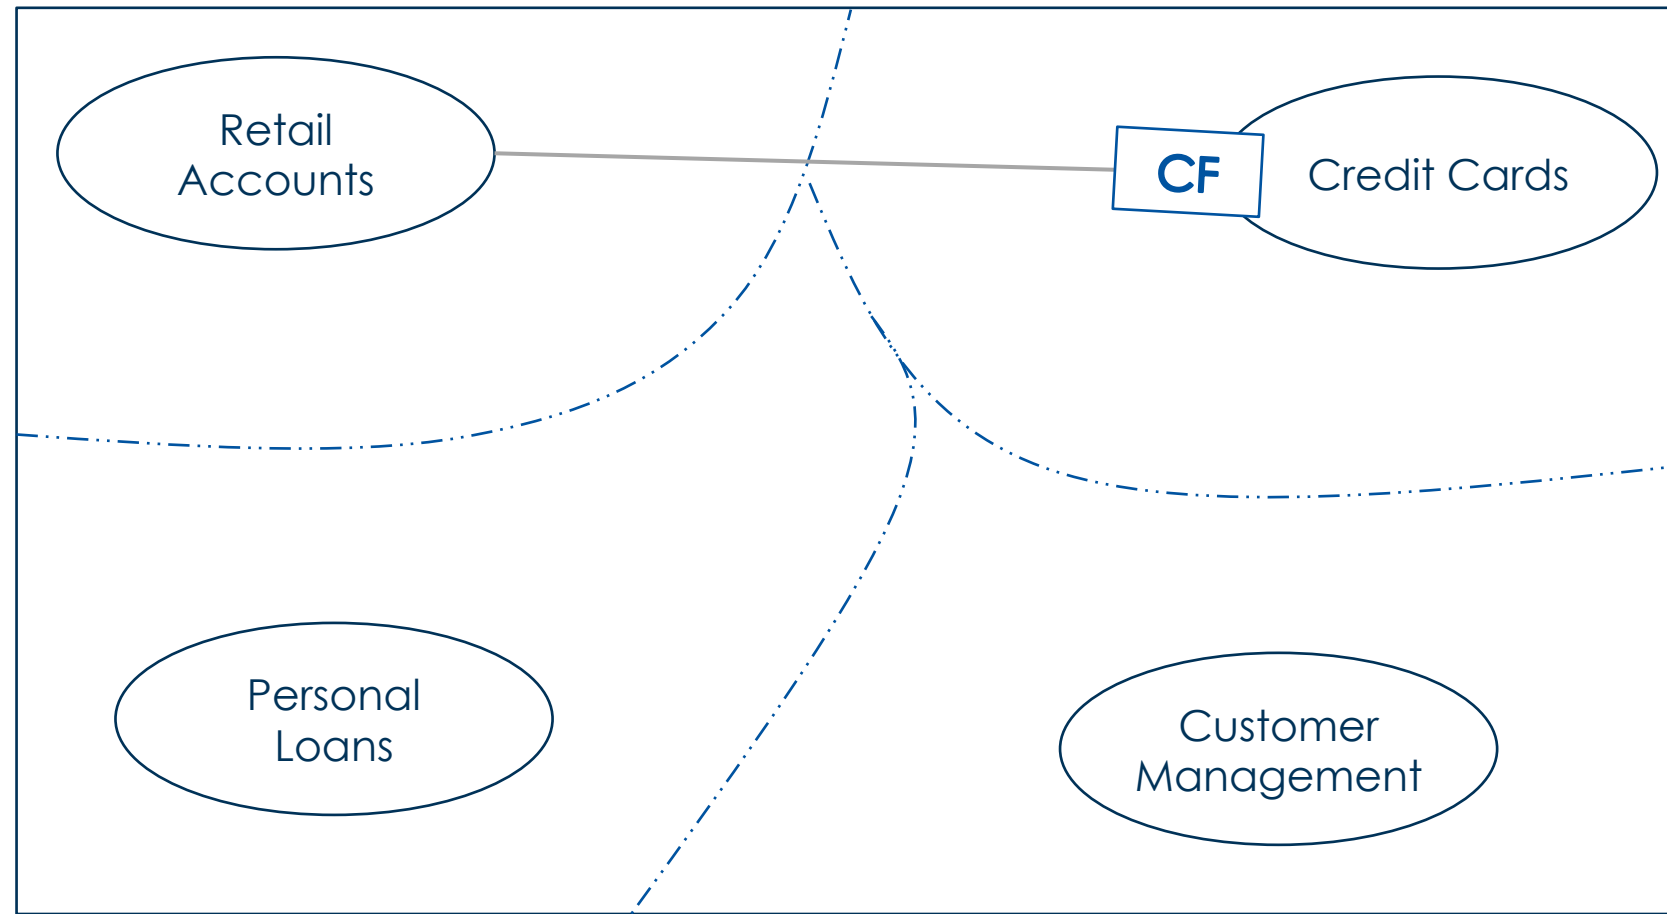 Retail
Accounts
CF
Credit Cards
Personal
Loans
Customer
Management